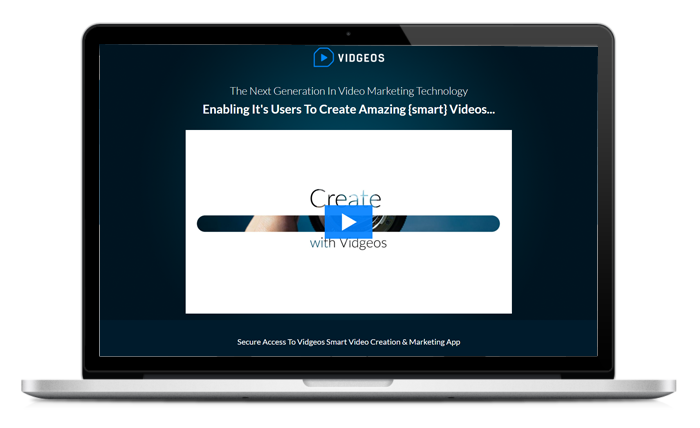 VIDGEOS
The Next Generation In Video Marketing Technology
Enabling It's Users To Create Amazing {smart} Videos...
Create
with Vidgeos
Secure Access To Vidgeos Smart Video Creation & Marketing App